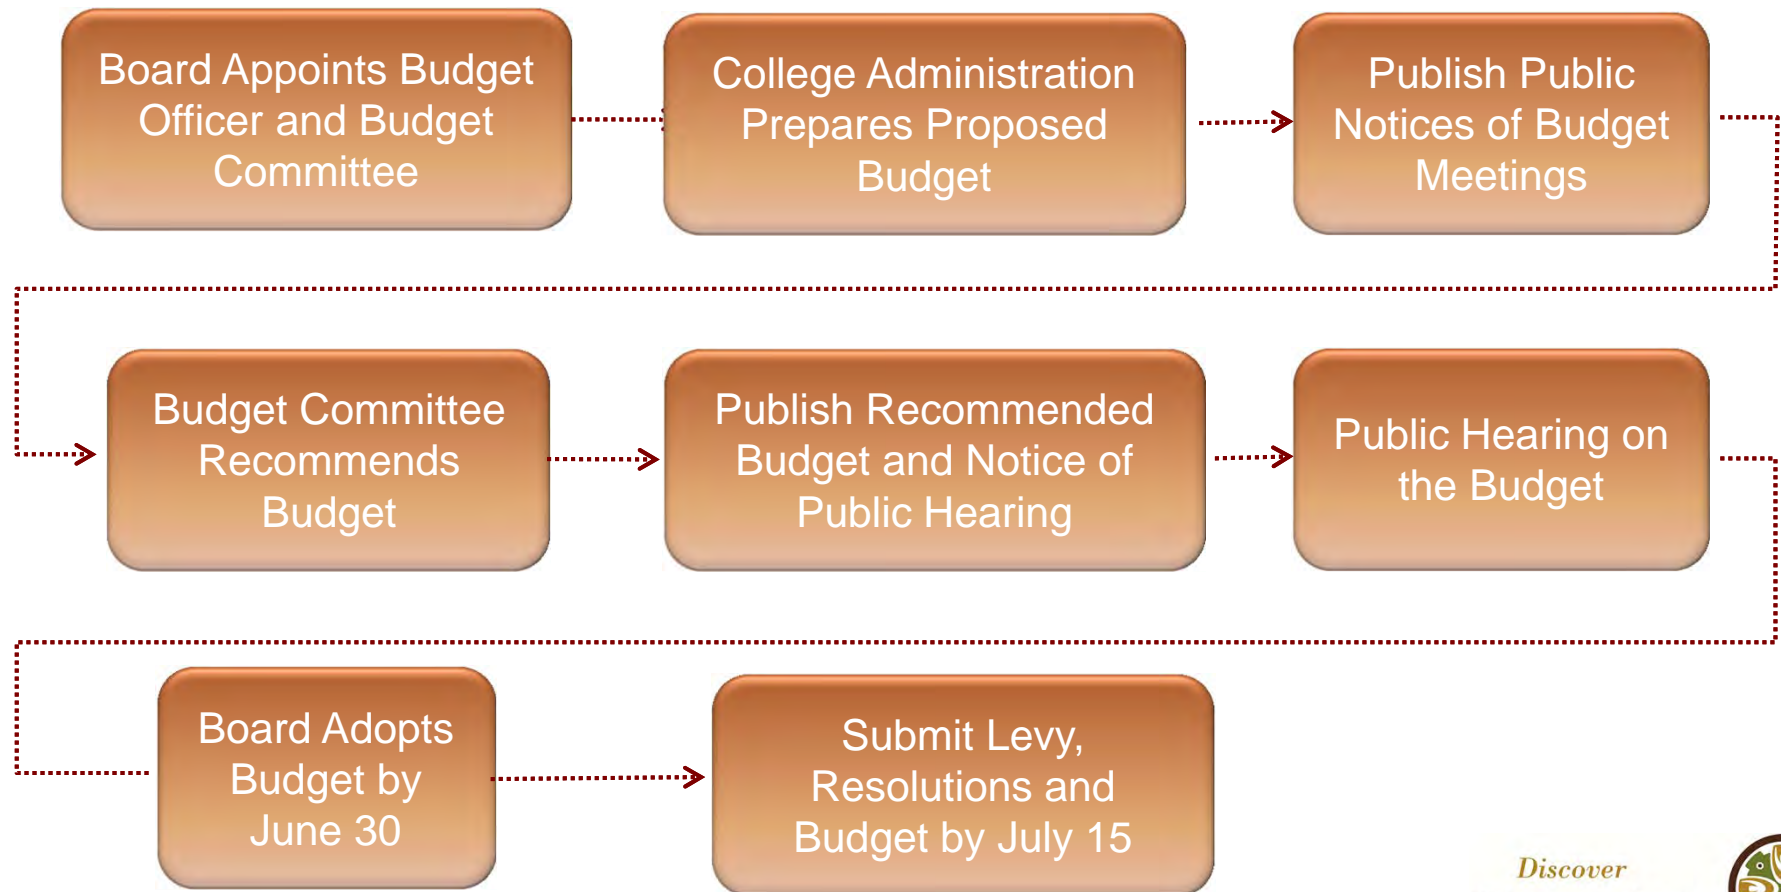 Board Appoints Budget
Officer and Budget
Committee
College Administration
Prepares Proposed
Budget
Publish Public
Notices of Budget
Meetings
Budget Committee
Recommends
Budget
Publish Recommended
Budget and Notice of
Public Hearing
Public Hearing on
the Budget
Board Adopts
Budget by
June 30
Submit Levy,
Resolutions and
Budget by July 15
Discover